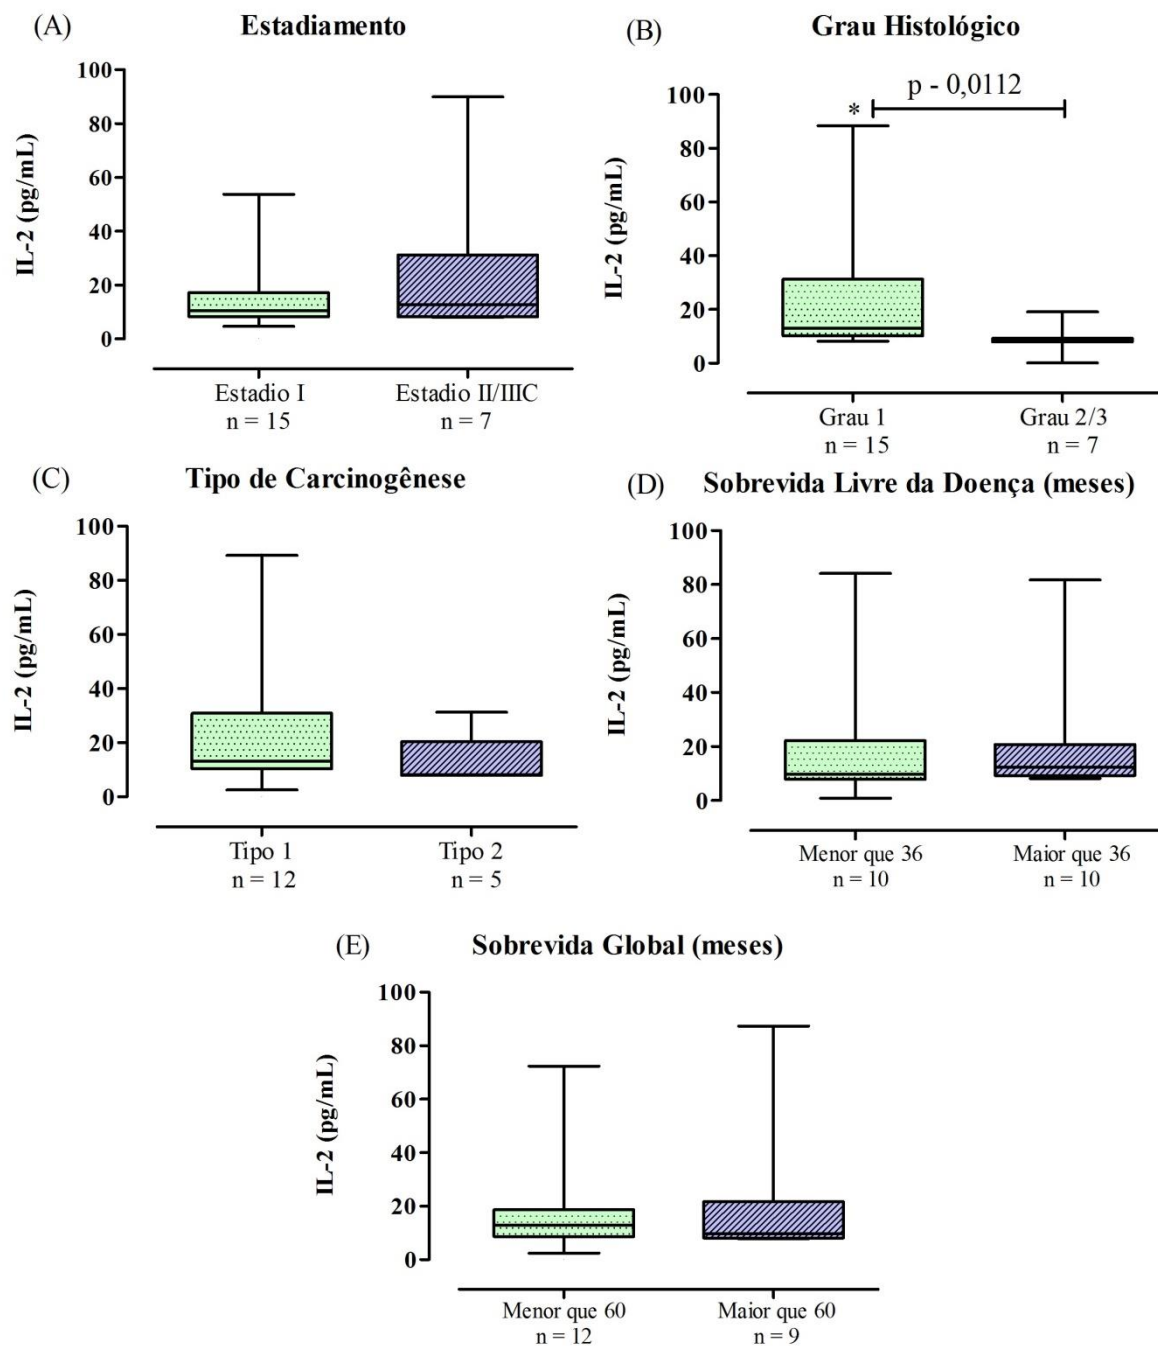 (A)
Estadiamento
100
80
60
40
20
0
IL-2 (pg/mL)
Estadio I
n = 15
Estadio II/IIIC
n = 7
(B)
Grau Histológico
p - 0,0112
*
100
80
60
40
20
0
IL-2 (pg/mL)
Grau 1
n = 15
Grau 2/3
n = 7
(C)
Tipo de Carcinogênese
100
80
60
40
20
0
IL-2 (pg/mL)
Tipo 1
n = 12
Tipo 2
n = 5
(D)
Sobrevida Livre da Doença (meses)
100
80
60
40
20
0
IL-2 (pg/mL)
Menor que 36
n = 10
Maior que 36
n = 10
(E)
Sobrevida Global (meses)
100
80
60
40
20
0
IL-2 (pg/mL)
Menor que 60
n = 12
Maior que 60
n = 9